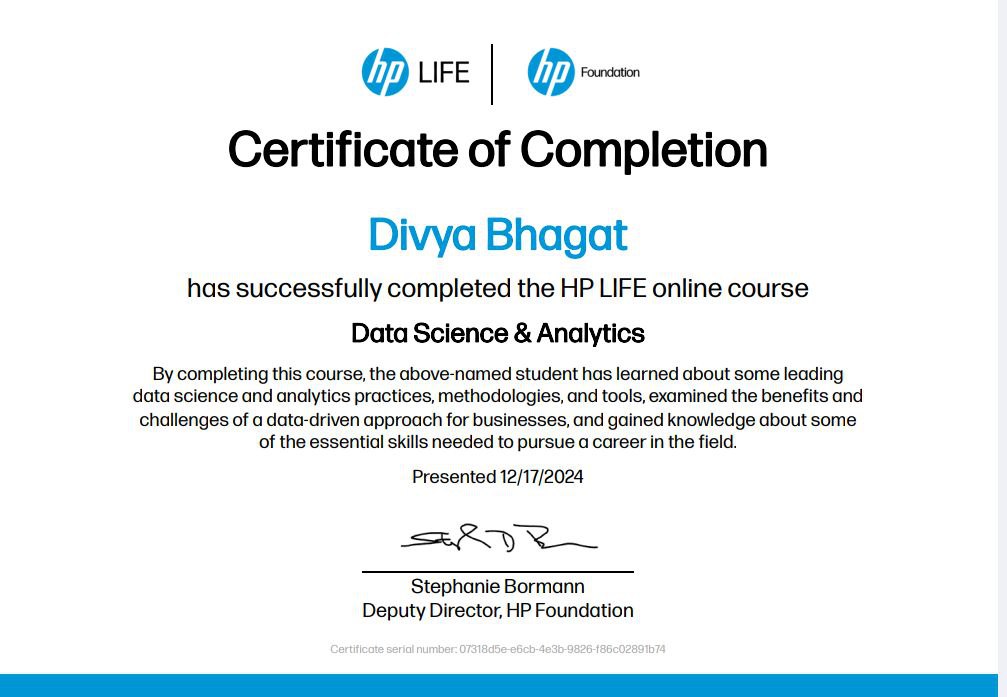 hp LIFE | hp Foundation
Certificate of Completion
Divya Bhagat
has successfully completed the HP LIFE online course
Data Science & Analytics
By completing this course, the above-named student has learned about some leading
data science and analytics practices, methodologies, and tools, examined the benefits and
challenges of a data-driven approach for businesses, and gained knowledge about some
of the essential skills needed to pursue a career in the field.
Presented 12/17/2024
Stephanie Bormann
Deputy Director, HP Foundation
Certificate serial number: 07318d5e-e6cb-4e3b-9826-f86c02891b74